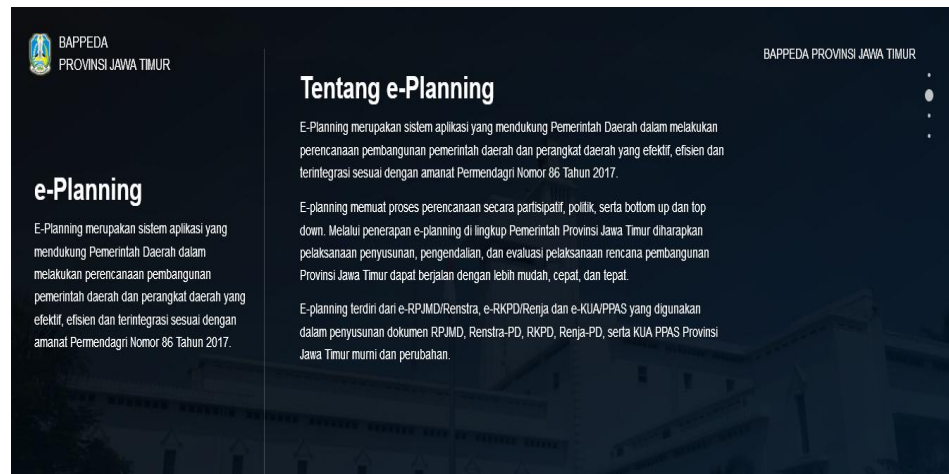 BAPPEDA
PROVINSI JAWA TIMUR
e-Planning
E-Planning merupakan sistem aplikasi yang
mendukung Pemerintah Daerah dalam
melakukan perencanaan pembangunan
pemerintah daerah dan perangkat daerah yang
efektif, efisien dan terintegrasi sesuai dengan
amanat Permendagri Nomor 86 Tahun 2017.
Tentang e-Planning
E-Planning merupakan sistem aplikasi yang mendukung Pemerintah Daerah dalam melakukan
perencanaan pembangunan pemerintah daerah dan perangkat daerah yang efektif, efisien dan
terintegrasi sesuai dengan amanat Permendagri Nomor 86 Tahun 2017.
E-planning memuat proses perencanaan secara partisipatif, politik, serta bottom up dan top
down. Melalui penerapan e-planning di lingkup Pemerintah Provinsi Jawa Timur diharapkan
pelaksanaan penyusunan, pengendalian, dan evaluasi pelaksanaan rencana pembangunan
Provinsi Jawa Timur dapat berjalan dengan lebih mudah, cepat, dan tepat.
E-planning terdiri dari e-RPJMD/Renstra, e-RKPD/Renja dan e-KUA/PPAS yang digunakan
dalam penyusunan dokumen RPJMD, Renstra-PD, RKPD, Renja-PD, serta KUA PPAS Provinsi
Jawa Timur murni dan perubahan.
BAPPEDA PROVINSI JAWA TIMUR